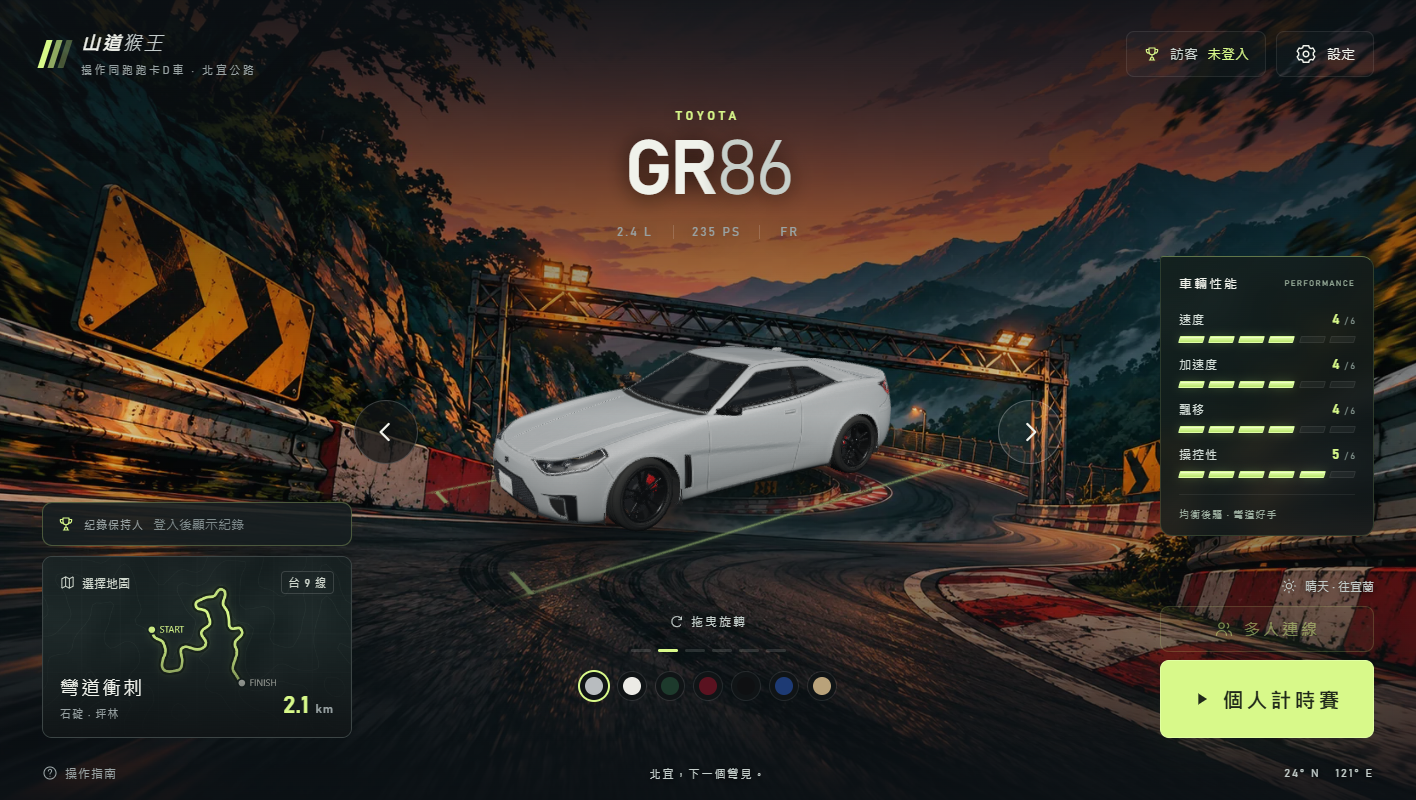 山道猴王
操作同跑跑卡D車 · 北宜公路
訪客 未登入
設定
TOYOTA
GR86
2.4 L 235 PS FR
車輛性能 PERFORMANCE
速度 4 /6
加速度 4 /6
飄移 4 /6
操控性 5 /6
均衡後驅 · 彎道好手
紀錄保持人 登入後顯示紀錄
選擇地圖 台 9 線
START
FINISH
彎道衝刺
石碇 · 坪林
2.1 km
拖曳旋轉
晴天 · 往宜蘭
多人連線
個人計時賽
操作指南
北宜，下一個彎見。
24° N 121° E